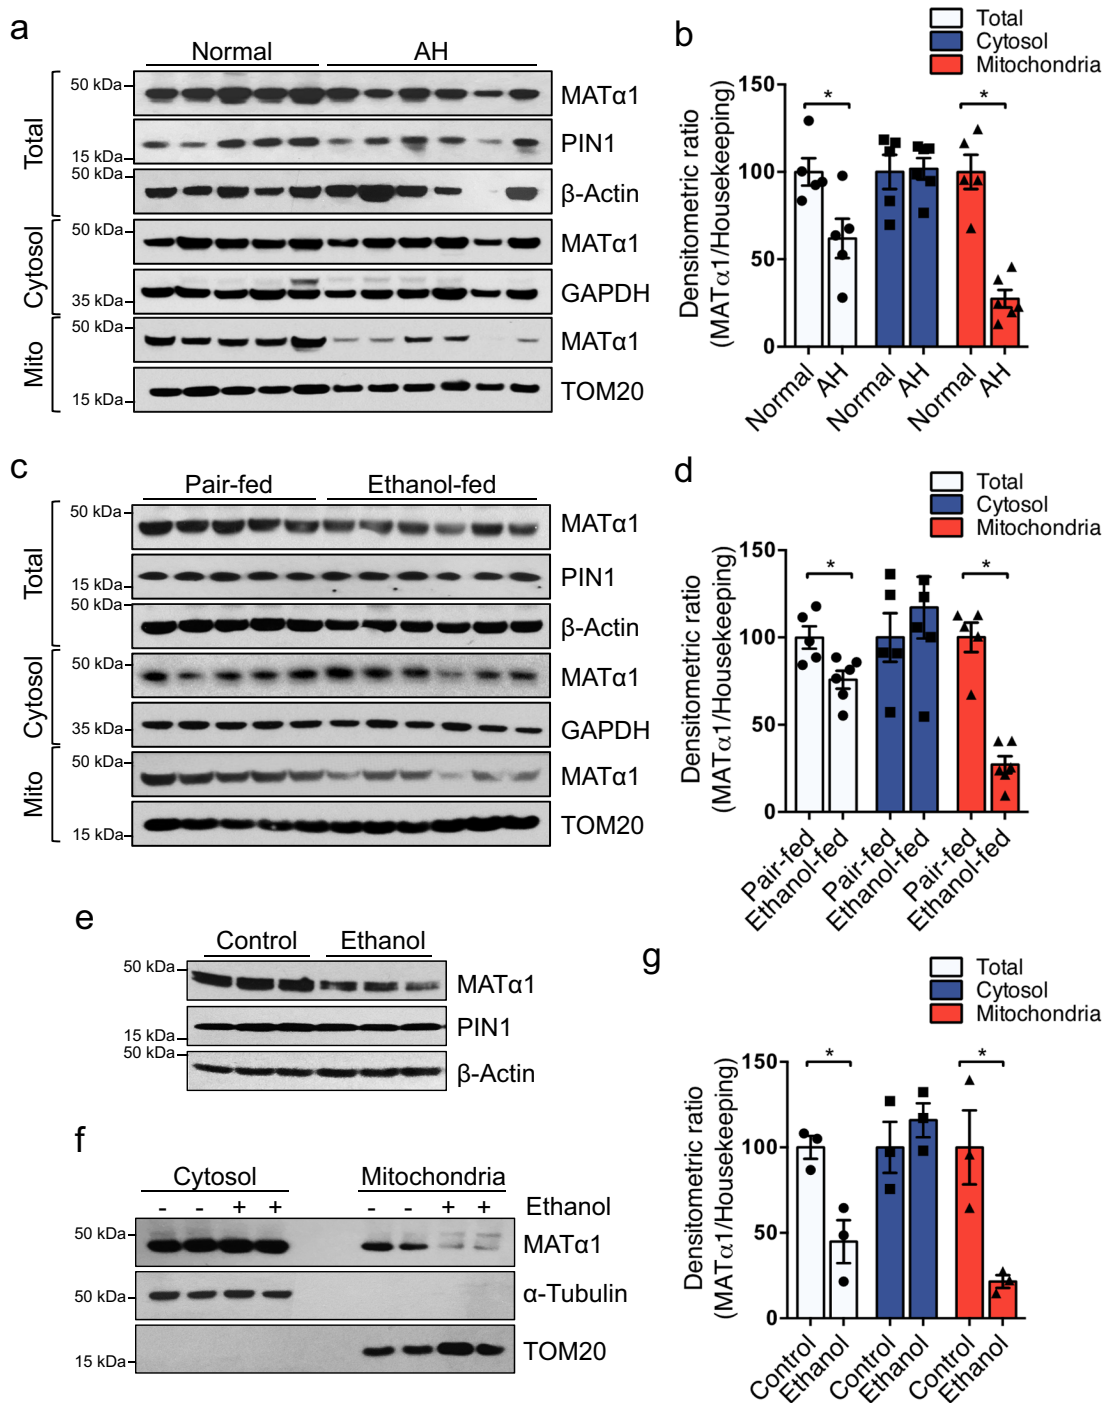 a
Normal AH
Total
50 kDa
MATα1
PIN1
15 kDa
50 kDa
β-Actin
Cytosol
50 kDa
MATα1
35 kDa
GAPDH
Mito
50 kDa
MATα1
15 kDa
TOM20
b
Total
Cytosol
Mitochondria
Densitometric ratio
(MATα1/Housekeeping)
150
100
50
0
* *
Normal AH Normal AH Normal AH
c
Pair-fed Ethanol-fed
Total
50 kDa
MATα1
PIN1
15 kDa
50 kDa
β-Actin
Cytosol
50 kDa
MATα1
35 kDa
GAPDH
Mito
50 kDa
MATα1
15 kDa
TOM20
d
Total
Cytosol
Mitochondria
Densitometric ratio
(MATα1/Housekeeping)
150
100
50
0
* *
Pair-fed Ethanol-fed Pair-fed Ethanol-fed Pair-fed Ethanol-fed
e
Control Ethanol
50 kDa
MATα1
PIN1
15 kDa
50 kDa
β-Actin
f
Cytosol Mitochondria
- - + + - - + + Ethanol
50 kDa
MATα1
50 kDa
α-Tubulin
15 kDa
TOM20
g
Total
Cytosol
Mitochondria
Densitometric ratio
(MATα1/Housekeeping)
150
100
50
0
* *
Control Ethanol Control Ethanol Control Ethanol